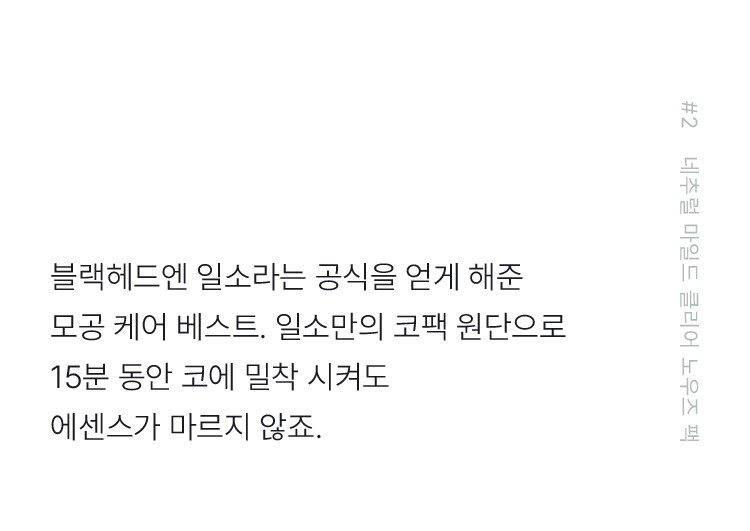 블랙헤드엔 일소라는 공식을 얻게 해준
모공 케어 베스트. 일소만의 코팩 원단으로
15분 동안 코에 밀착 시켜도
에센스가 마르지 않죠.
#2 네추럴 마일드 클리어 노우즈 팩